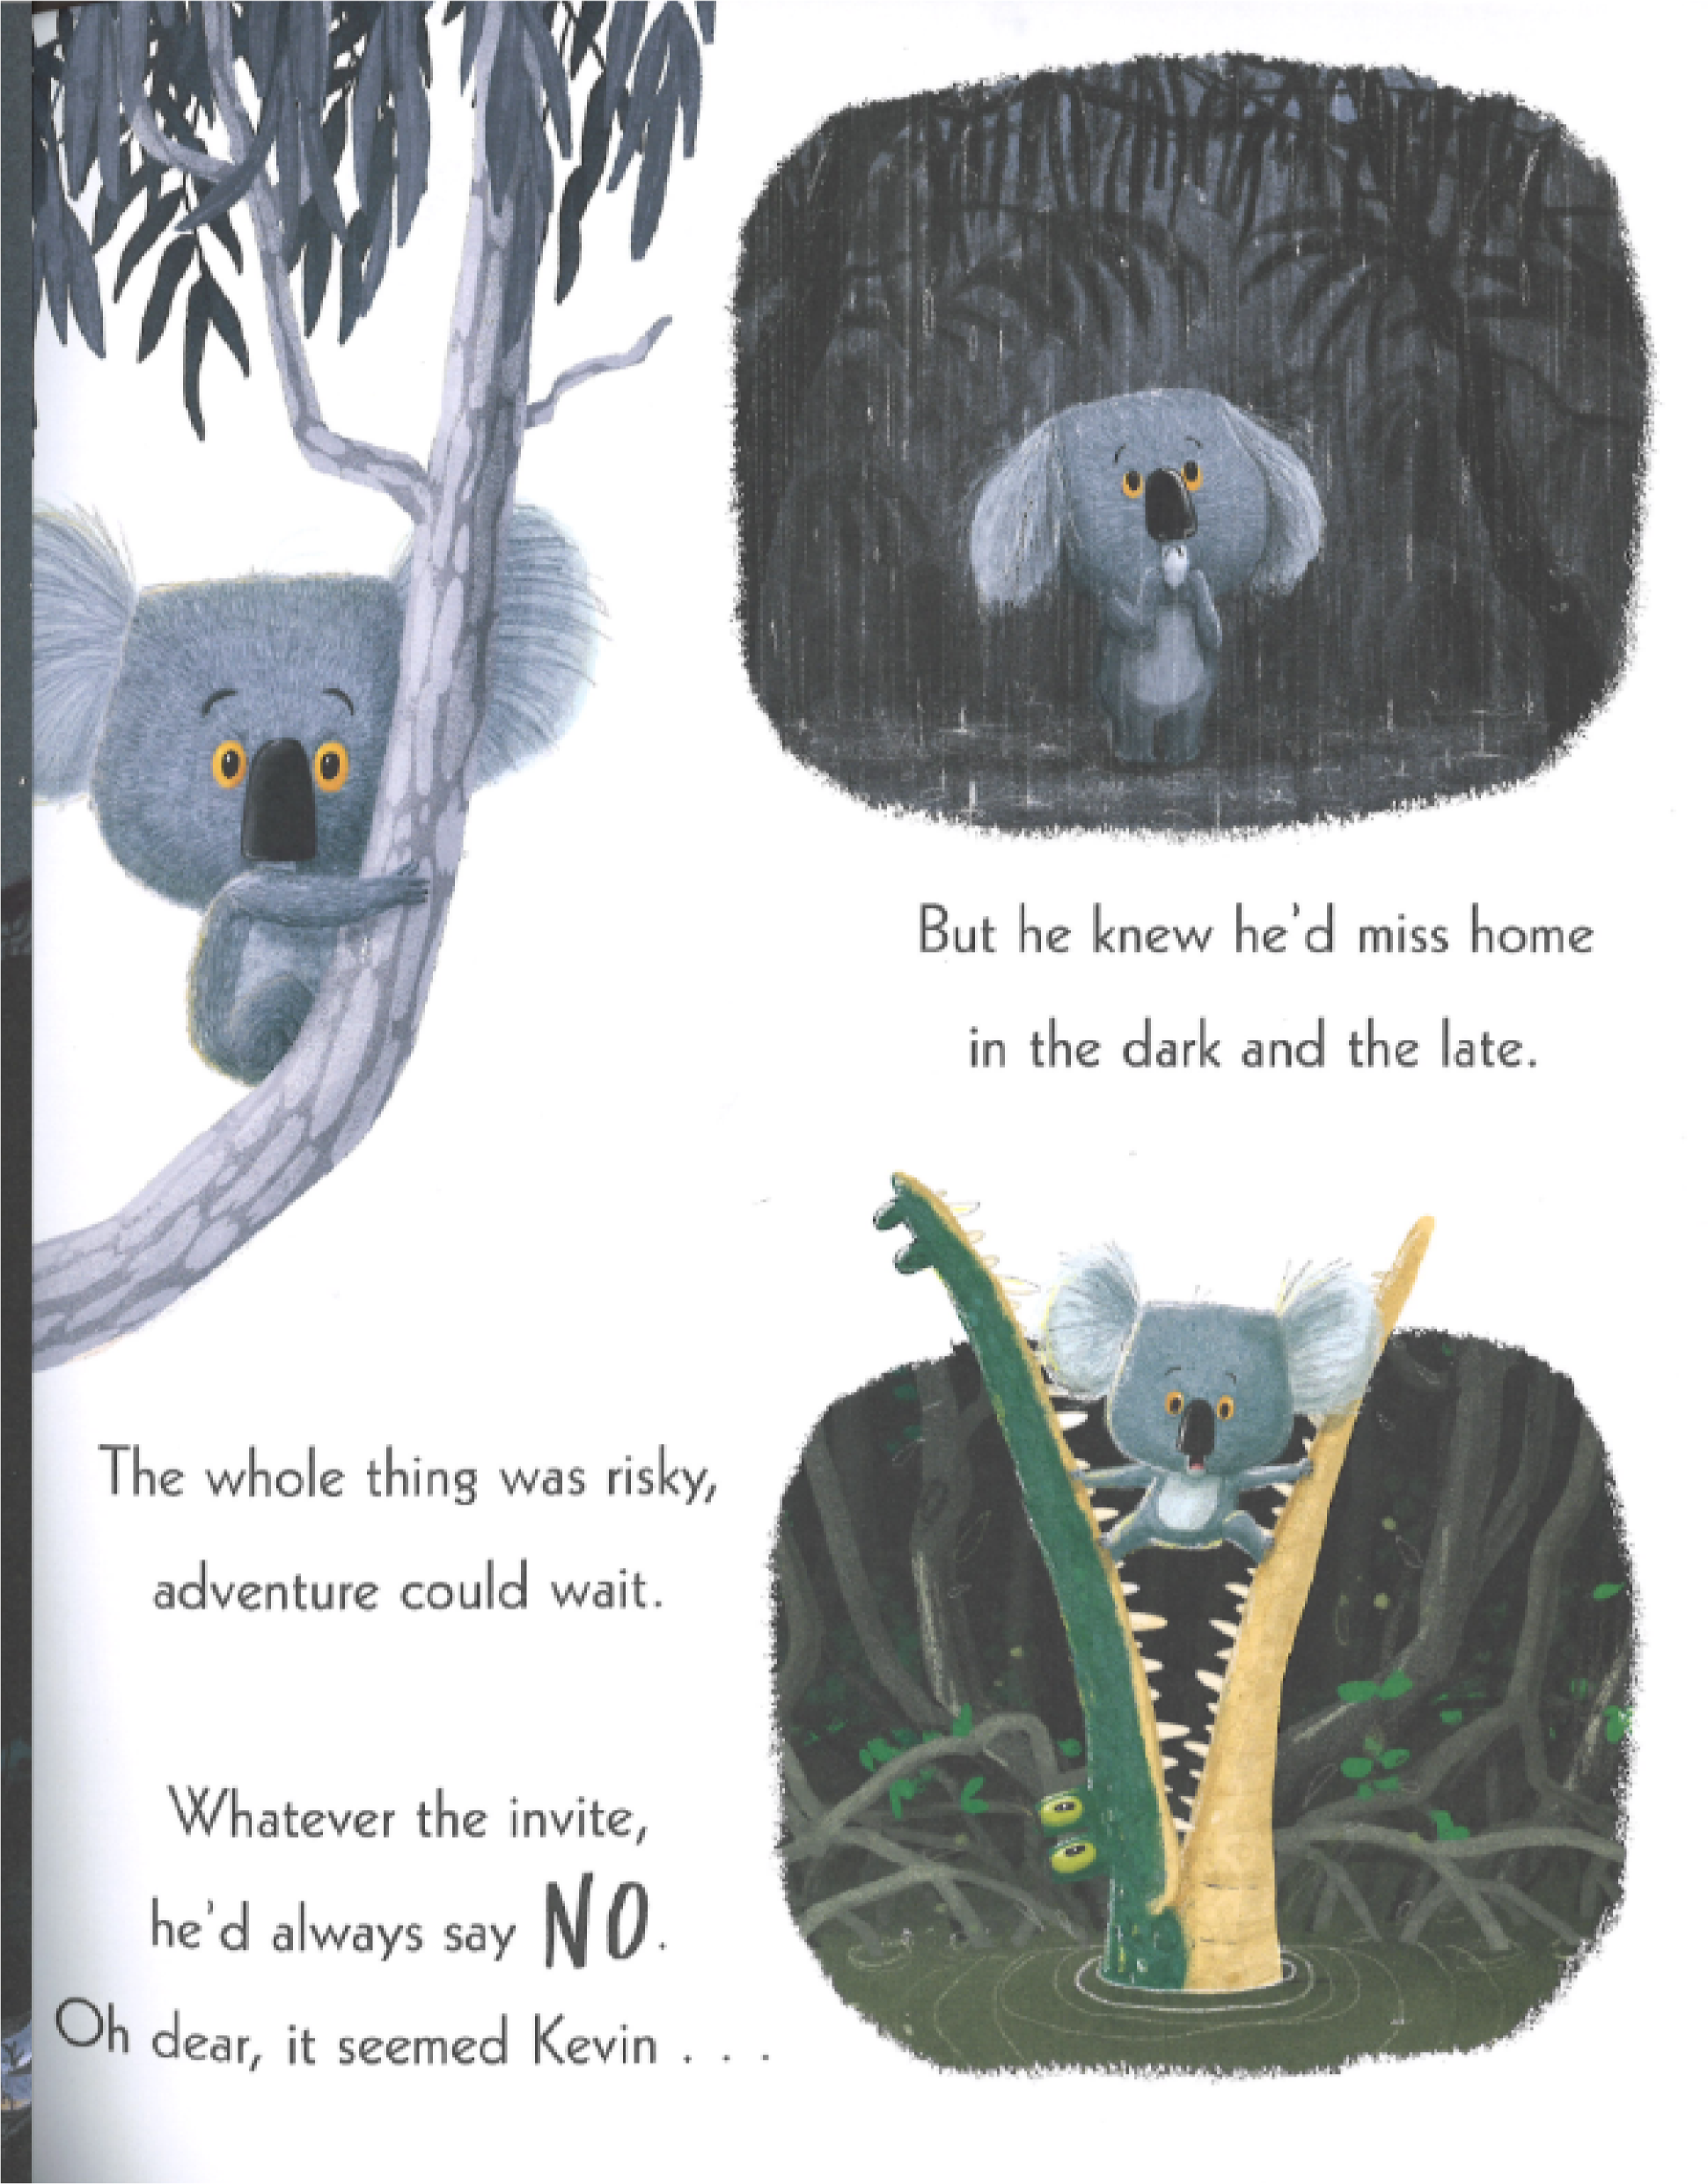 But he knew he'd miss home
in the dark and the late.
The whole thing was risky,
adventure could wait.
Whatever the invite,
he'd always say NO.
Oh dear, it seemed Kevin . . .